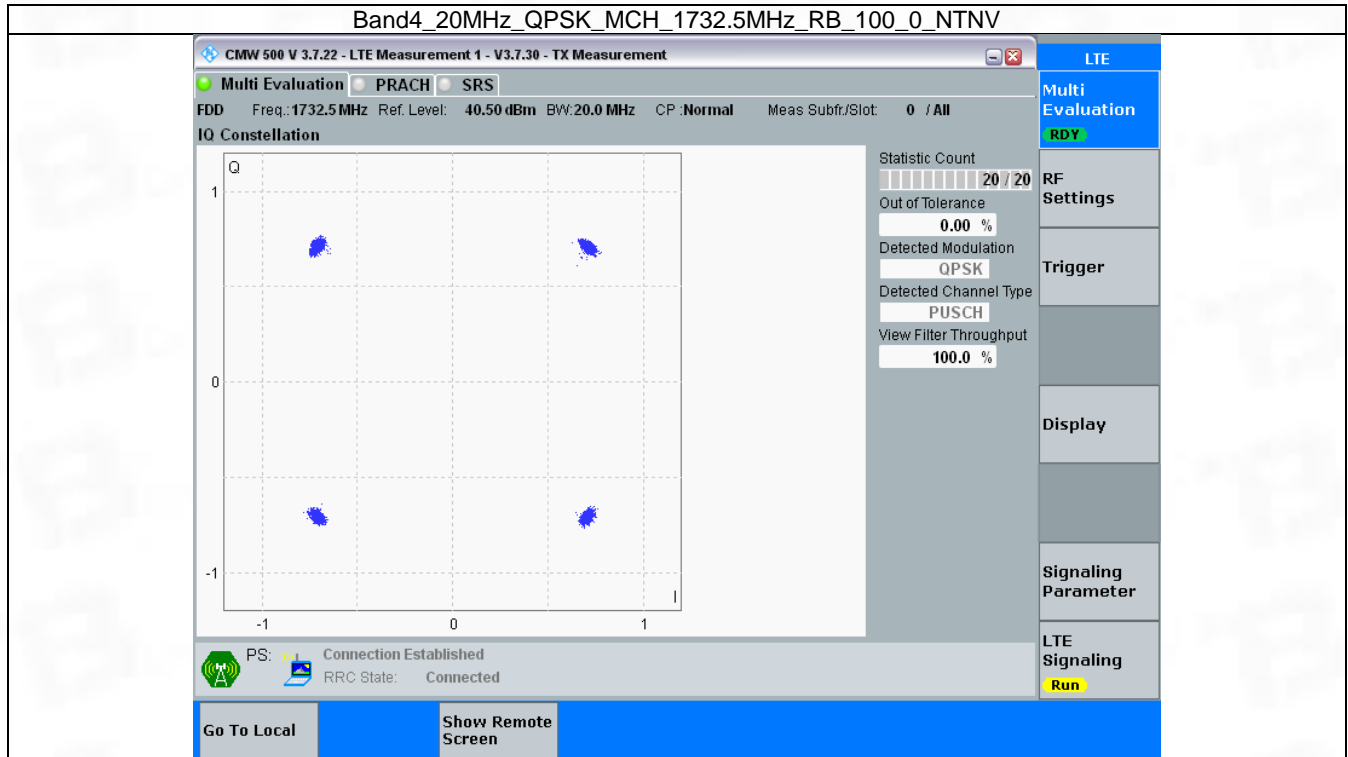 Band4_20MHz_QPSK_MCH_1732.5MHz_RB_100_0_NTNV
CMW 500 V 3.7.22 - LTE Measurement 1 - V3.7.30 - TX Measurement
LTE
Multi Evaluation PRACH SRS
FDD Freq.:1732.5 MHz Ref. Level: 40.50 dBm BW:20.0 MHz CP :Normal Meas Subfr./Slot: 0 / All
IQ Constellation
Q
1
0
-1
I
-1 0 1
Statistic Count
20 / 20
Out of Tolerance
0.00 %
Detected Modulation
QPSK
Detected Channel Type
PUSCH
View Filter Throughput
100.0 %
Multi
Evaluation
RDY
RF
Settings
Trigger
Display
Signaling
Parameter
LTE
Signaling
Run
PS: Connection Established
RRC State: Connected
Go To Local
Show Remote
Screen